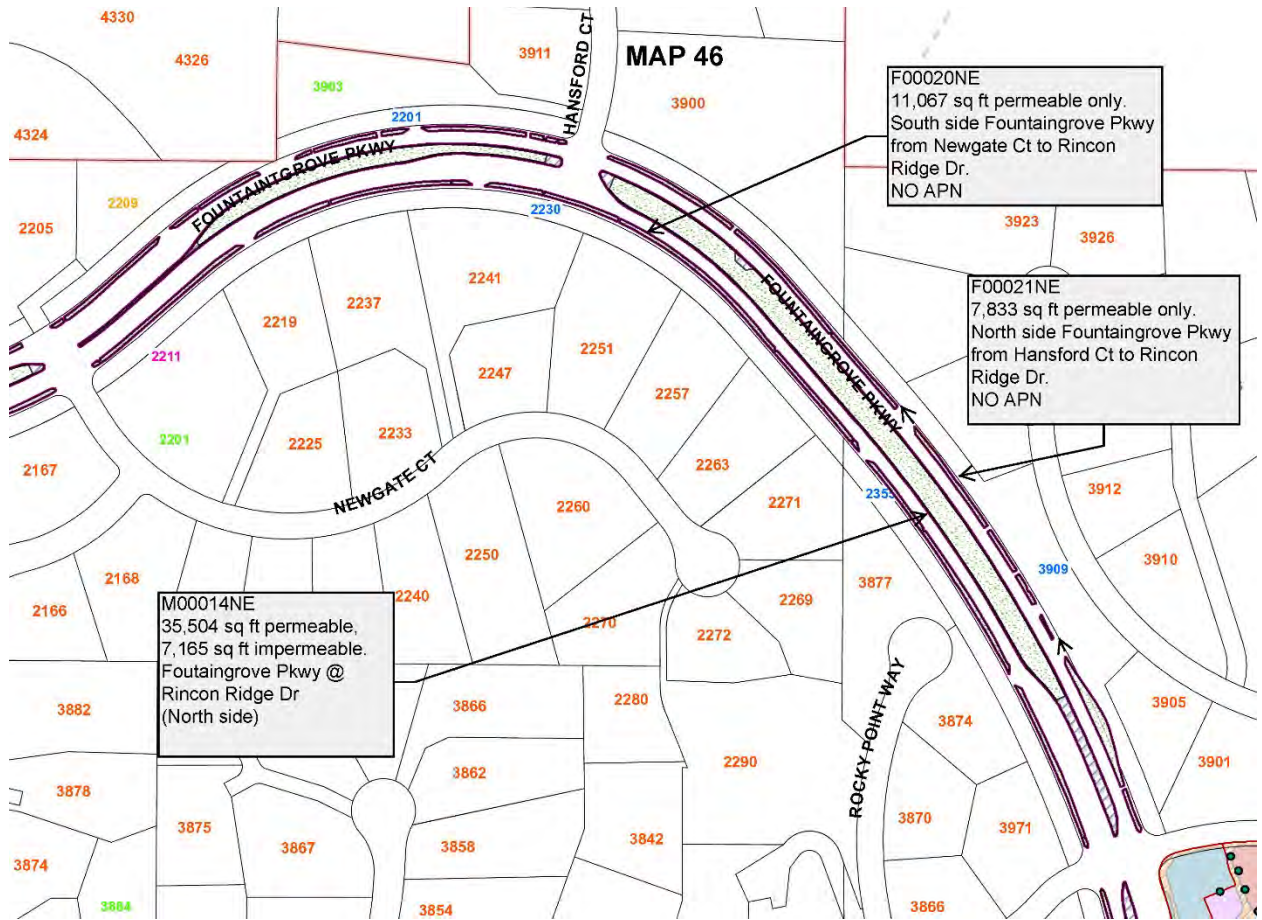 4330
4326
3911
HANSFORD CT
MAP 46
3903
3900
F00020NE
11,067 sq ft permeable only.
South side Fountaingrove Pkwy
from Newgate Ct to Rincon
Ridge Dr.
NO APN
4324
2201
FOUNTAINTGROVE PKWY
2209
2205
2230
3923
3926
2241
2237
2219
2251
F00021NE
7,833 sq ft permeable only.
North side Fountaingrove Pkwy
from Hansford Ct to Rincon
Ridge Dr.
NO APN
FOUNTAINGROVE PKWY
2211
2247
2257
2201
2225
2233
2263
2167
NEWGATE CT
2271
2355
3912
2260
2250
3910
2168
2166
2240
2270
2269
2272
3877
3909
M00014NE
35,504 sq ft permeable,
7,165 sq ft impermeable.
Foutaingrove Pkwy @
Rincon Ridge Dr
(North side)
3882
3866
2280
ROCKY POINT WAY
3874
3905
3901
3878
3862
2290
3875
3867
3858
3842
3870
3971
3874
3884
3854
3866